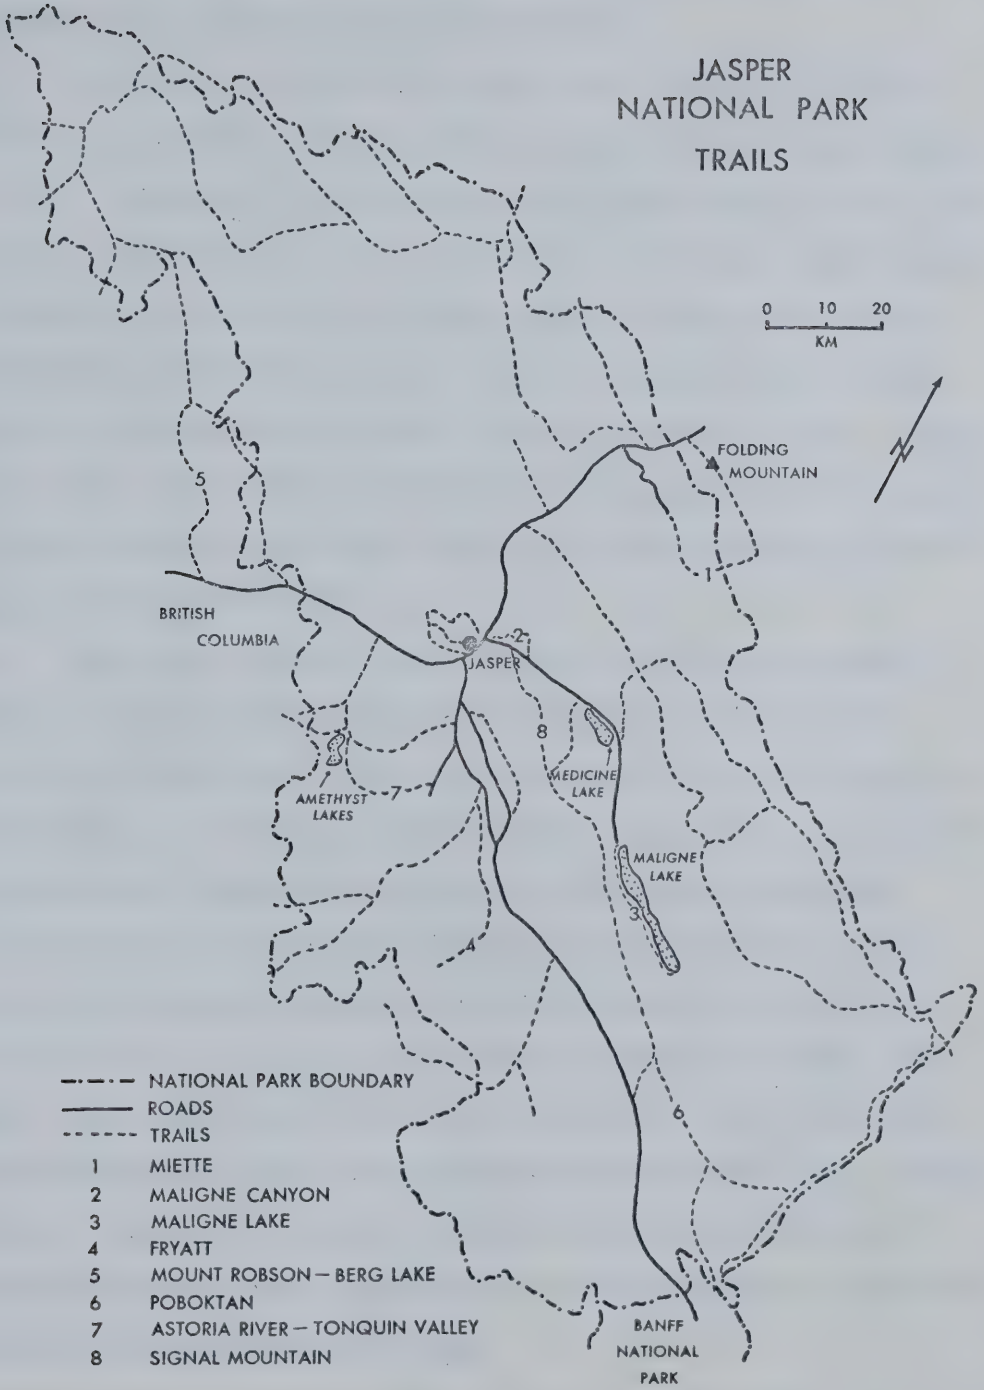 JASPER
NATIONAL PARK
TRAILS
0 10 20
KM
N
FOLDING
MOUNTAIN
5
1
BRITISH
COLUMBIA
2
JASPER
8
MEDICINE
LAKE
AMETHYST
LAKES
7
MALIGNE
LAKE
3
4
6
NATIONAL PARK BOUNDARY
ROADS
TRAILS
1 MIETTE
2 MALIGNE CANYON
3 MALIGNE LAKE
4 FRYATT
5 MOUNT ROBSON — BERG LAKE
6 POBOKTAN
7 ASTORIA RIVER — TONQUIN VALLEY
8 SIGNAL MOUNTAIN
BANFF
NATIONAL
PARK